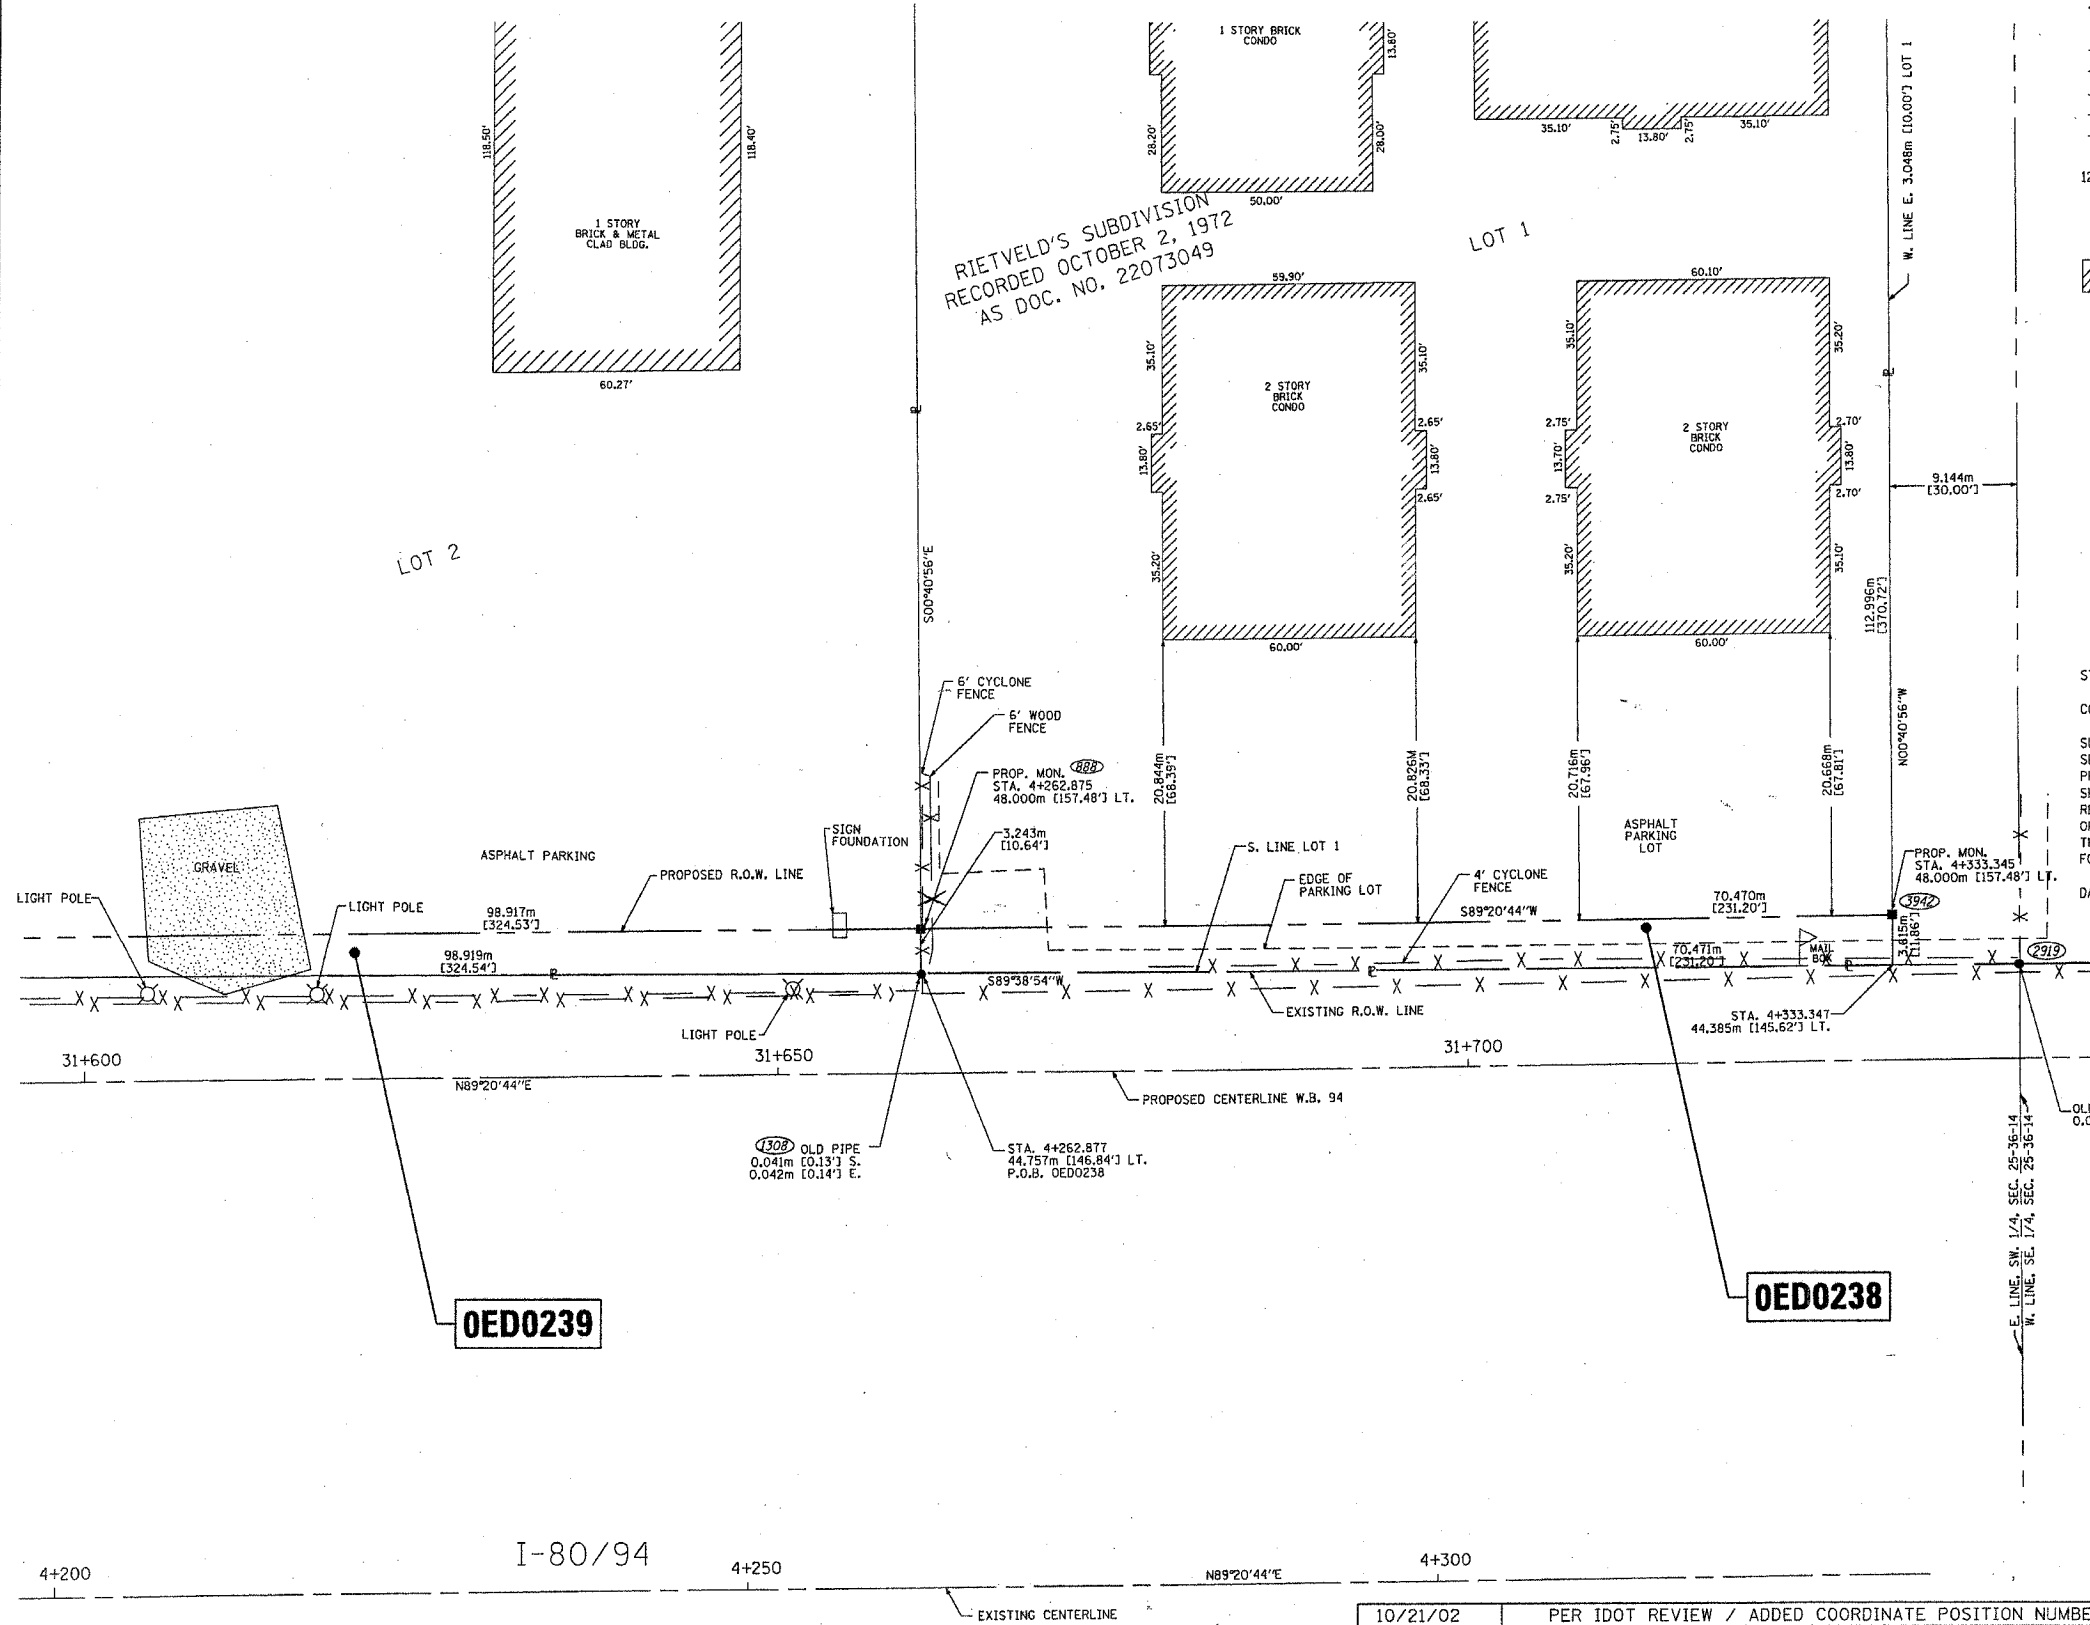 1 STORY BRICK
CONDO
13.80'
28.20'
28.00'
50.00'
35.10'
2.75'
13.80'
2.75'
35.10'
W. LINE E. 3.048m [10.00'] LOT 1
118.50'
118.40'
1 STORY
BRICK & METAL
CLAD BLDG.
60.27'
RIETVELD'S SUBDIVISION
RECORDED OCTOBER 2, 1972
AS DOC. NO. 22073049
LOT 1
59.90'
35.10'
35.10'
2 STORY
BRICK
CONDO
2.65'
2.65'
13.80'
13.80'
2.65'
35.20'
60.00'
60.10'
35.10'
35.20'
2 STORY
BRICK
CONDO
2.75'
2.70'
13.70'
13.80'
2.75'
2.70'
35.20'
35.10'
60.00'
9.144m
[30.00']
112.996m
[370.72']
LOT 2
S00°40'56"E
N00°40'56"W
6' CYCLONE
FENCE
6' WOOD
FENCE
PROP. MON. 888
STA. 4+262.875
48.000m [157.48'] LT.
3.243m
[10.64']
20.844m
[68.39']
20.826M
[68.33']
20.716m
[67.96']
20.668m
[67.81']
ASPHALT
PARKING
LOT
SIGN
FOUNDATION
S. LINE LOT 1
EDGE OF
PARKING LOT
4' CYCLONE
FENCE
PROP. MON.
STA. 4+333.345
48.000m [157.48'] LT.
3942
GRAVEL
ASPHALT PARKING
PROPOSED R.O.W. LINE
LIGHT POLE
LIGHT POLE
98.917m
[324.53']
S89°20'44"W
70.470m
[231.20']
98.919m
[324.54']
70.471m
[231.20']
MAIL
BOX
3.615m
[11.86']
2919
S89°38'54"W
EXISTING R.O.W. LINE
LIGHT POLE
STA. 4+333.347
44.385m [145.62'] LT.
31+600
31+650
31+700
N89°20'44"E
PROPOSED CENTERLINE W.B. 94
1308 OLD PIPE
0.041m [0.13'] S.
0.042m [0.14'] E.
STA. 4+262.877
44.757m [146.84'] LT.
P.O.B. 0ED0238
E. LINE, SW. 1/4, SEC. 25-36-14
W. LINE, SE. 1/4, SEC. 25-36-14
0ED0239
0ED0238
I-80/94
4+200
4+250
4+300
N89°20'44"E
EXISTING CENTERLINE
10/21/02 PER IDOT REVIEW / ADDED COORDINATE POSITION NUMBE